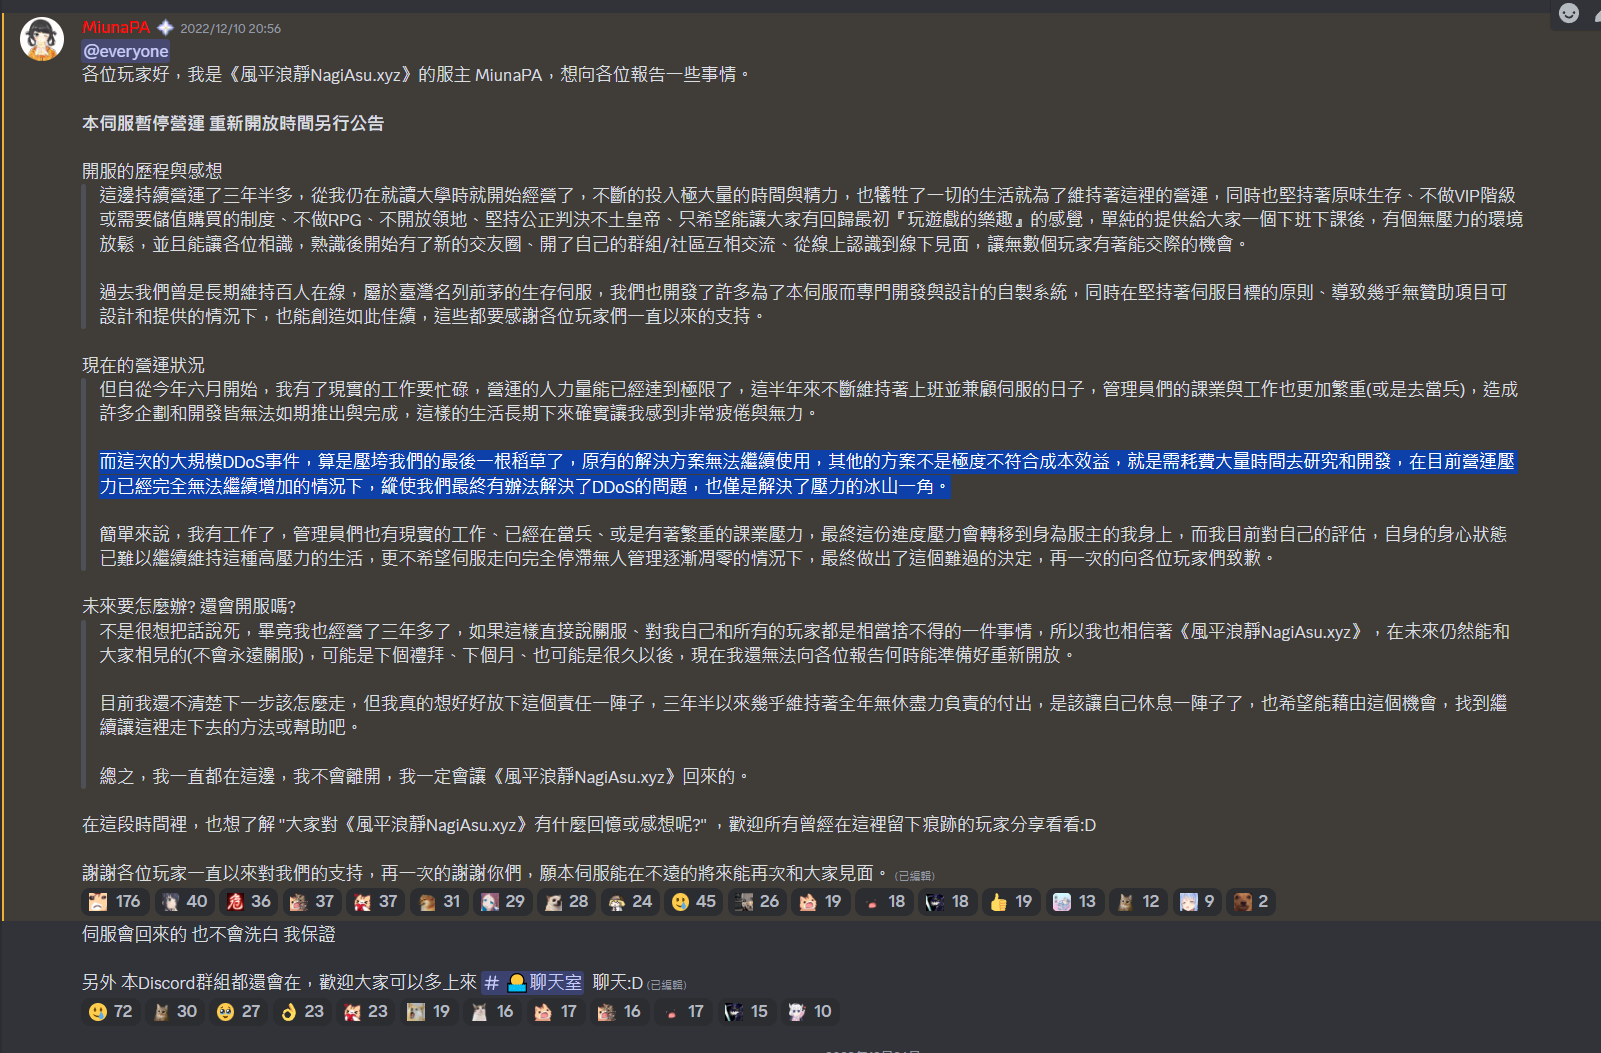 MiunaPA 2022/12/10 20:56
@everyone
各位玩家好，我是《風平浪靜NagiAsu.xyz》的服主 MiunaPA，想向各位報告一些事情。
本伺服暫停營運 重新開放時間另行公告
開服的歷程與感想
這邊持續營運了三年半多，從我仍在就讀大學時就開始經營了，不斷的投入極大量的時間與精力，也犧牲了一切的生活就為了維持著這裡的營運，同時也堅持著原味生存、不做VIP階級
或需要儲值購買的制度、不做RPG、不開放領地、堅持公正判決不土皇帝、只希望能讓大家有回歸最初『玩遊戲的樂趣』的感覺，單純的提供給大家一個下班下課後，有個無壓力的環境
放鬆，並且能讓各位相識，熟識後開始有了新的交友圈、開了自己的群組/社區互相交流、從線上認識到線下見面，讓無數個玩家有著能交際的機會。
過去我們曾是長期維持百人在線，屬於臺灣名列前茅的生存伺服，我們也開發了許多為了本伺服而專門開發與設計的自製系統，同時在堅持著伺服目標的原則、導致幾乎無贊助項目可
設計和提供的情況下，也能創造如此佳績，這些都要感謝各位玩家們一直以來的支持。
現在的營運狀況
但自從今年六月開始，我有了現實的工作要忙碌，營運的人力量能已經達到極限了，這半年來不斷維持著上班並兼顧伺服的日子，管理員們的課業與工作也更加繁重(或是去當兵)，造成
許多企劃和開發皆無法如期推出與完成，這樣的生活長期下來確實讓我感到非常疲倦與無力。
而這次的大規模DDoS事件，算是壓垮我們的最後一根稻草了，原有的解決方案無法繼續使用，其他的方案不是極度不符合成本效益，就是需耗費大量時間去研究和開發，在目前營運壓
力已經完全無法繼續增加的情況下，縱使我們最終有辦法解決了DDoS的問題，也僅是解決了壓力的冰山一角。
簡單來說，我有工作了，管理員們也有現實的工作、已經在當兵、或是有著繁重的課業壓力，最終這份進度壓力會轉移到身為服主的我身上，而我目前對自己的評估，自身的身心狀態
已難以繼續維持這種高壓力的生活，更不希望伺服走向完全停滯無人管理逐漸凋零的情況下，最終做出了這個難過的決定，再一次的向各位玩家們致歉。
未來要怎麼辦? 還會開服嗎?
不是很想把話說死，畢竟我也經營了三年多了，如果這樣直接說關服、對我自己和所有的玩家都是相當捨不得的一件事情，所以我也相信著《風平浪靜NagiAsu.xyz》，在未來仍然能和
大家相見的(不會永遠關服)，可能是下個禮拜、下個月、也可能是很久以後，現在我還無法向各位報告何時能準備好重新開放。
目前我還不清楚下一步該怎麼走，但我真的想好好放下這個責任一陣子，三年半以來幾乎維持著全年無休盡力負責的付出，是該讓自己休息一陣子了，也希望能藉由這個機會，找到繼
續讓這裡走下去的方法或幫助吧。
總之，我一直都在這邊，我不會離開，我一定會讓《風平浪靜NagiAsu.xyz》回來的。
在這段時間裡，也想了解 "大家對《風平浪靜NagiAsu.xyz》有什麼回憶或感想呢?" ，歡迎所有曾經在這裡留下痕跡的玩家分享看看:D
謝謝各位玩家一直以來對我們的支持，再一次的謝謝你們，願本伺服能在不遠的將來能再次和大家見面。(已編輯)
176 40 36 37 37 31 29 28 24 45 26 19 18 18 19 13 12 9 2
伺服會回來的 也不會洗白 我保證
另外 本Discord群組都還會在，歡迎大家可以多上來 # 聊天室 聊天:D (已編輯)
72 30 27 23 23 19 16 17 16 17 15 10